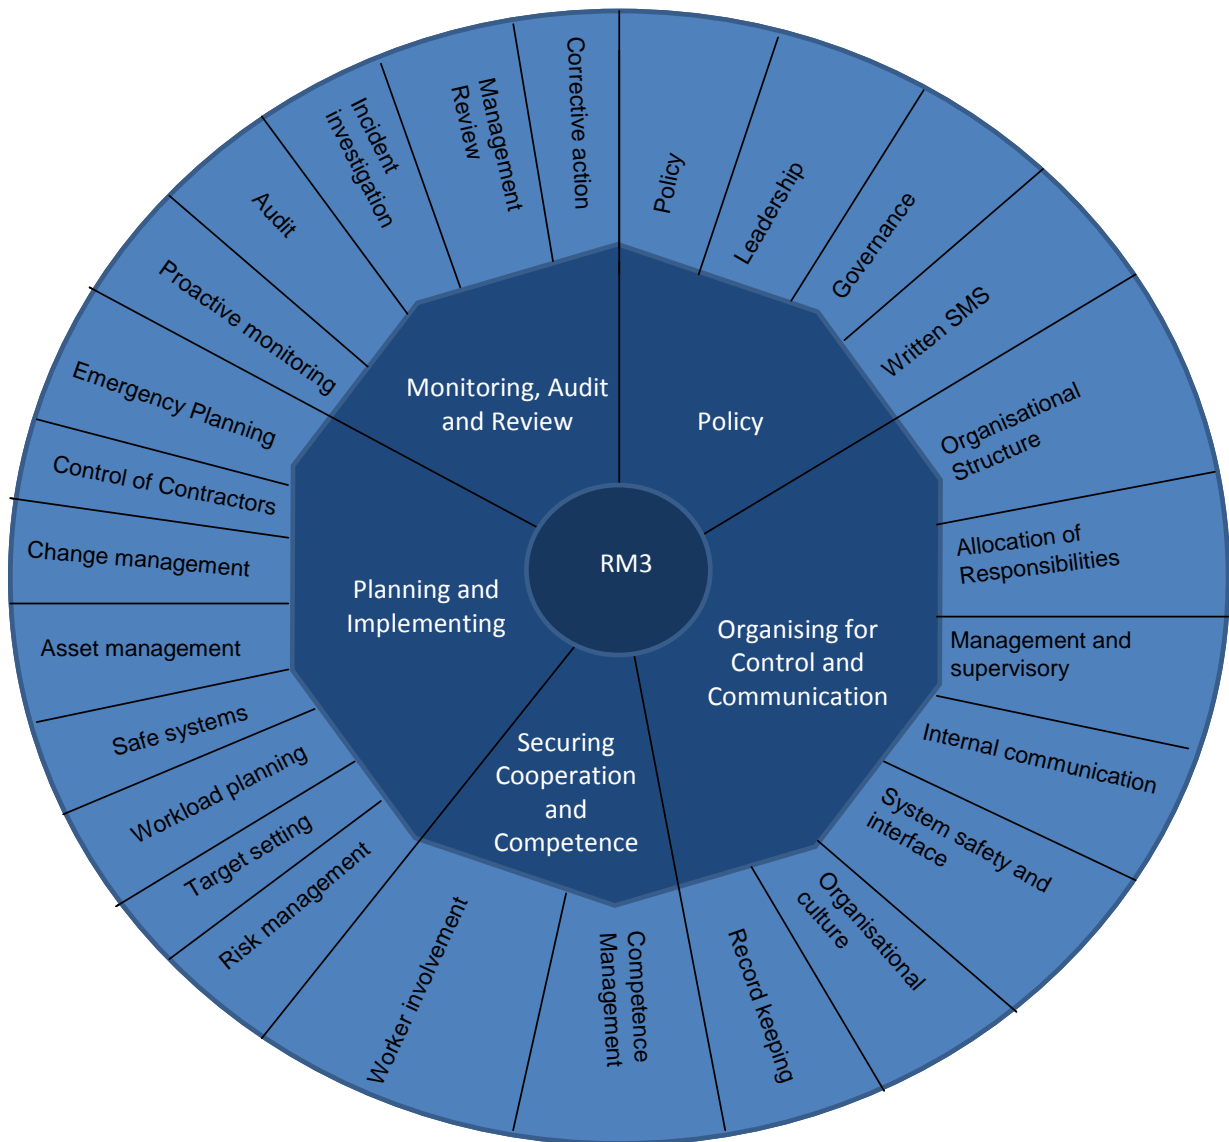 RM3
Policy
Organising for
Control and
Communication
Securing
Cooperation
and
Competence
Planning and
Implementing
Monitoring, Audit
and Review
Policy
Leadership
Governance
Written SMS
Organisational
Structure
Allocation of
Responsibilities
Management and
supervisory
Internal communication
System safety and
interface
Organisational
culture
Record keeping
Competence
Management
Worker involvement
Risk management
Target setting
Workload planning
Safe systems
Asset management
Change management
Control of Contractors
Emergency Planning
Proactive monitoring
Audit
Incident
investigation
Management
Review
Corrective action